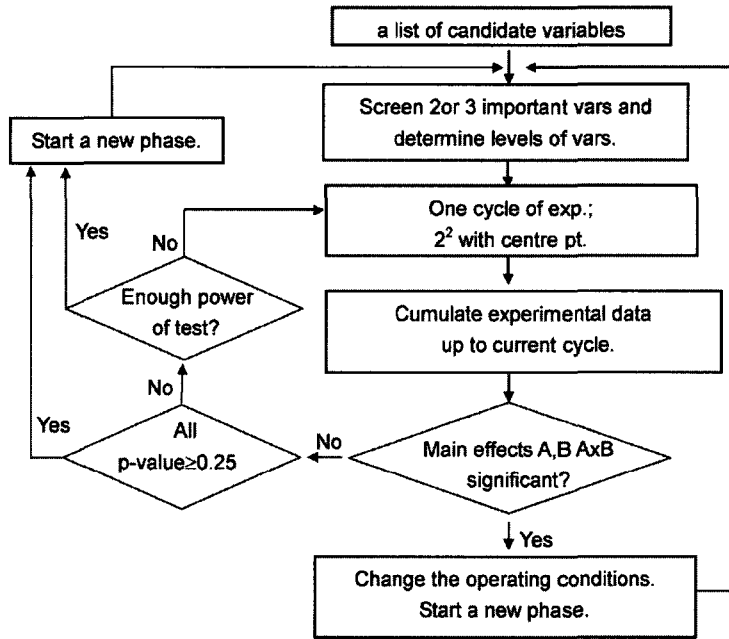 a list of candidate variables
Screen 2or 3 important vars and
determine levels of vars.
Start a new phase.
One cycle of exp.;
2² with centre pt.
Yes
No
Enough power
of test?
Cumulate experimental data
up to current cycle.
No
Yes
All
p-value≥0.25
No
Main effects A,B AxB
significant?
Yes
Change the operating conditions.
Start a new phase.